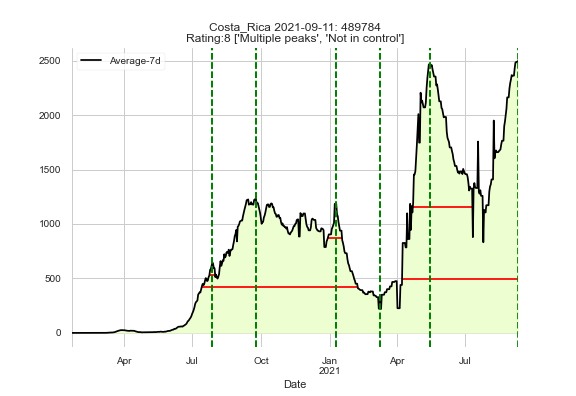 Costa_Rica 2021-09-11: 489784
Rating:8 ['Multiple peaks', 'Not in control']
Average-7d
2500
2000
1500
1000
500
0
Apr Jul Oct Jan Apr Jul
2021
Date